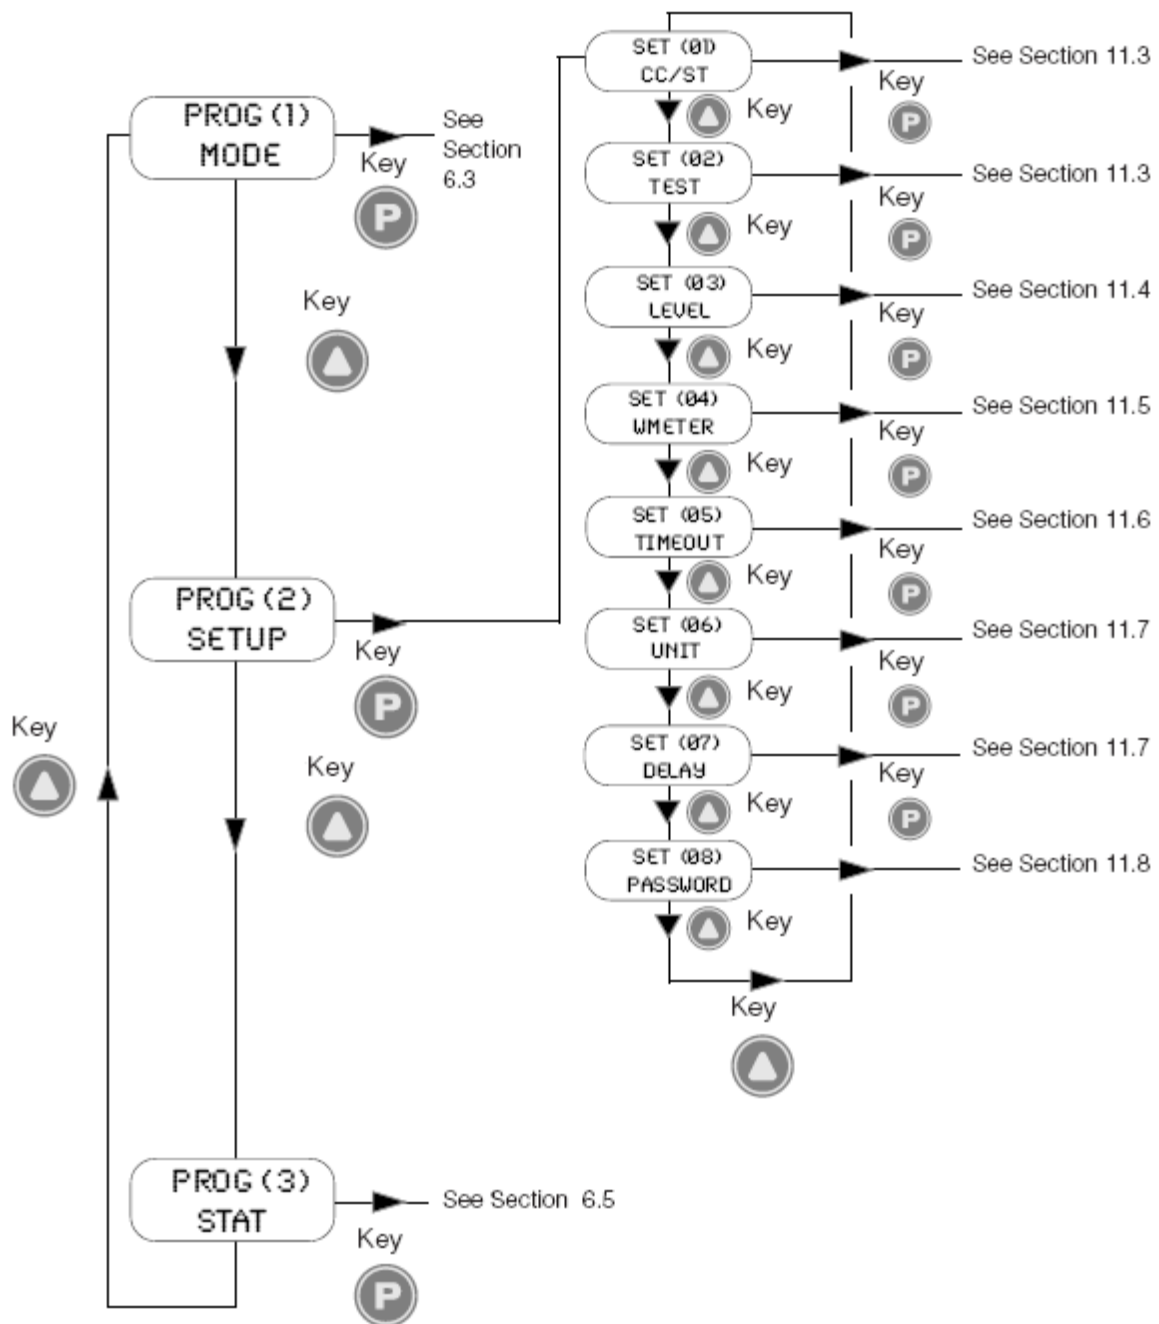 PROG (1)
MODE
Key
P
See
Section
6.3
Key
PROG (2)
SETUP
Key
P
Key
Key
PROG (3)
STAT
Key
P
See Section 6.5
SET (01)
CC/ST
Key
Key
P
See Section 11.3
SET (02)
TEST
Key
Key
P
See Section 11.3
SET (03)
LEVEL
Key
Key
P
See Section 11.4
SET (04)
WMETER
Key
Key
P
See Section 11.5
SET (05)
TIMEOUT
Key
Key
P
See Section 11.6
SET (06)
UNIT
Key
Key
P
See Section 11.7
SET (07)
DELAY
Key
Key
P
See Section 11.7
SET (08)
PASSWORD
Key
See Section 11.8
Key